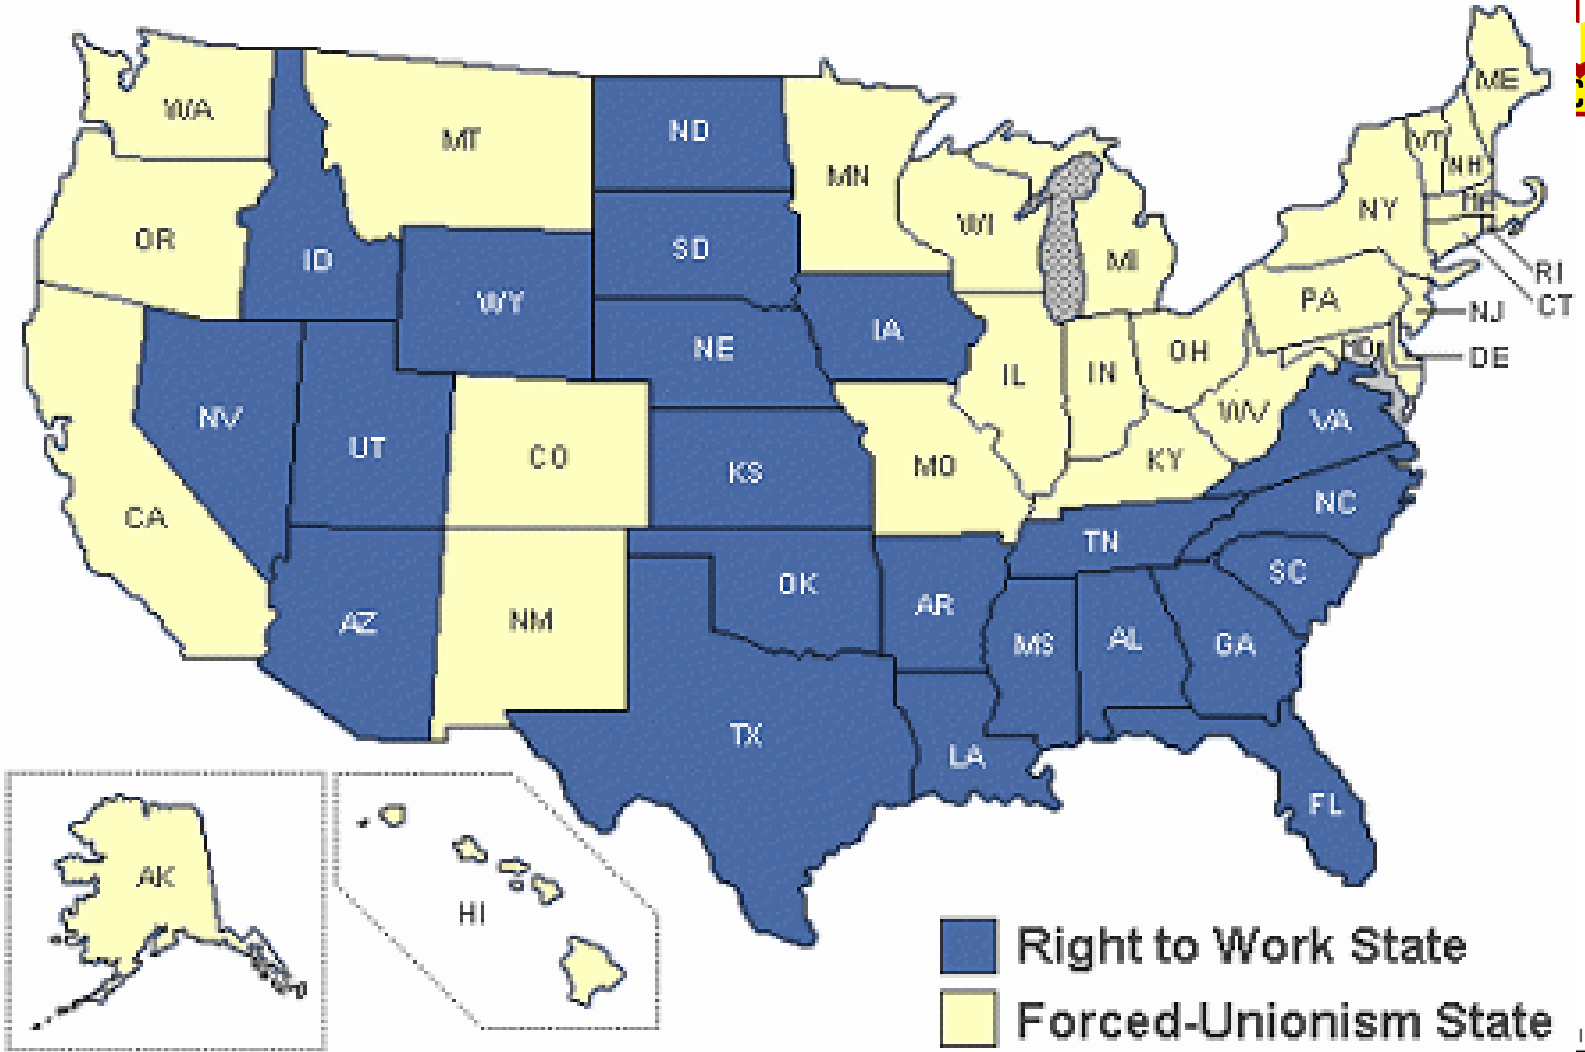 WA
MT
ND
MN
ME
VT
NH
OR
ID
SD
WI
MI
NY
MA
RI
CT
WY
NE
IA
PA
NJ
MD
DE
NV
UT
CO
KS
MO
IL
IN
OH
WV
VA
KY
CA
AZ
NM
OK
AR
TN
NC
SC
MS
AL
GA
TX
LA
FL
AK
HI
Right to Work State
Forced-Unionism State